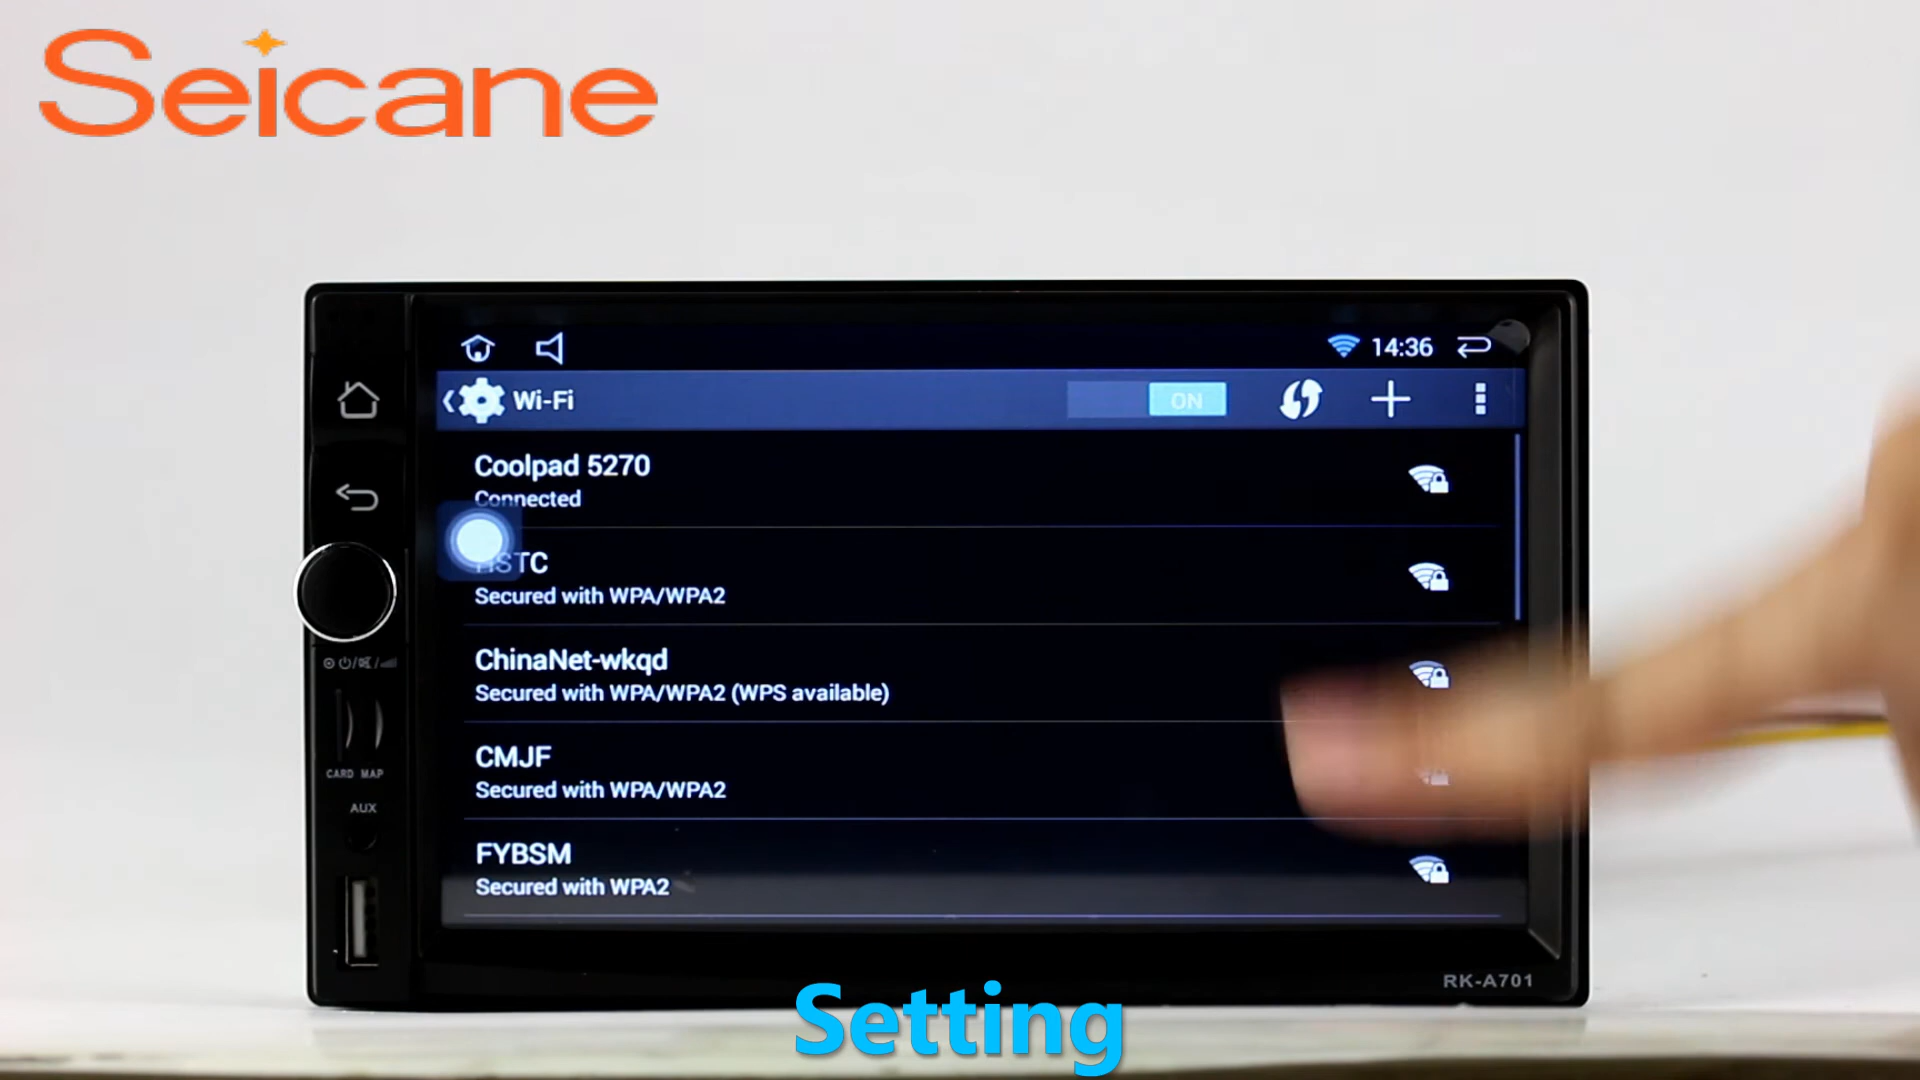 Seicane
14:36
Wi-Fi
ON
Coolpad 5270
Connected
Secured with WPA/WPA2
ChinaNet-wkqd
Secured with WPA/WPA2 (WPS available)
CMJF
Secured with WPA/WPA2
FYBSM
Secured with WPA2
CARD MAP
AUX
RK-A701
Setting